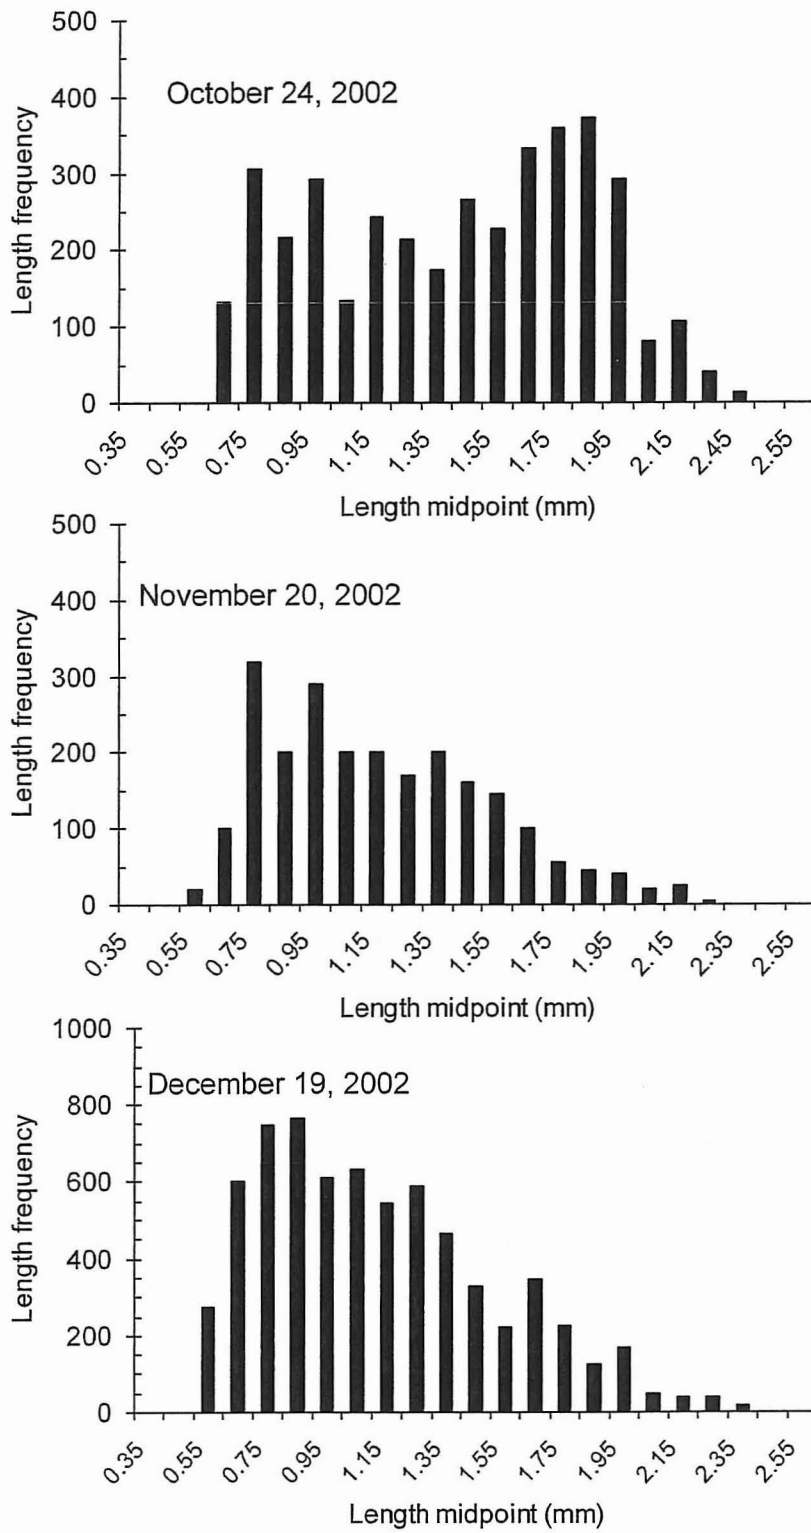 500
400
300
200
100
0
Length frequency
October 24, 2002
0.35 0.55 0.75 0.95 1.15 1.35 1.55 1.75 1.95 2.15 2.45 2.55
Length midpoint (mm)
500
400
300
200
100
0
Length frequency
November 20, 2002
0.35 0.55 0.75 0.95 1.15 1.35 1.55 1.75 1.95 2.15 2.35 2.55
Length midpoint (mm)
1000
800
600
400
200
0
Length frequency
December 19, 2002
0.35 0.55 0.75 0.95 1.15 1.35 1.55 1.75 1.95 2.15 2.35 2.55
Length midpoint (mm)